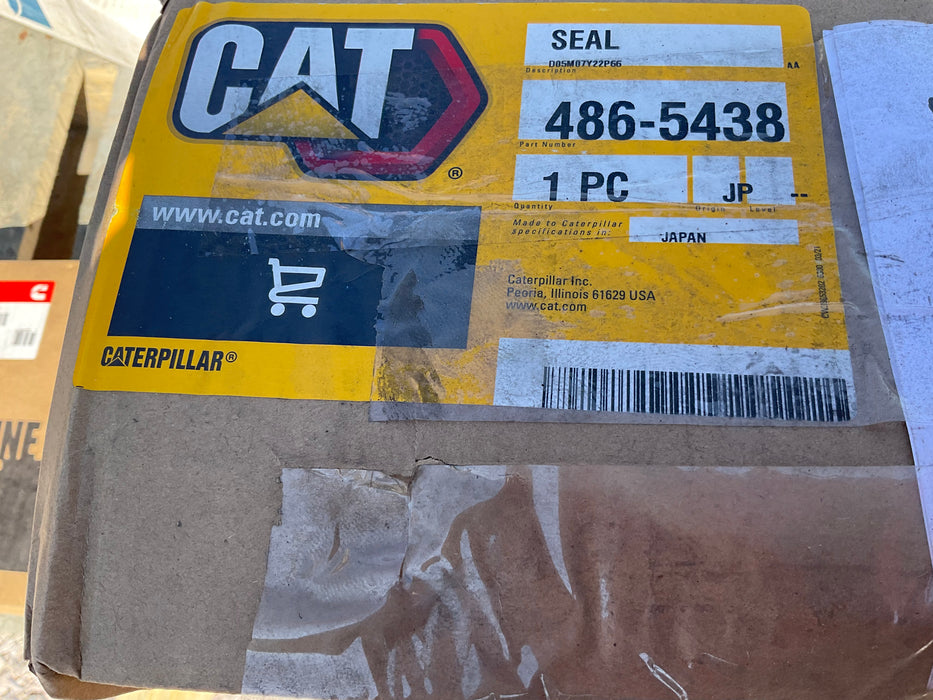 CAT
®
SEAL
D05M07Y22P66
AA
Description
486-5438
Part Number
1 PC
JP
--
Quantity
Origin
Level
Made to Caterpillar
specifications in:
JAPAN
www.cat.com
Caterpillar Inc.
Peoria, Illinois 61629 USA
www.cat.com
CATERPILLAR®
INE